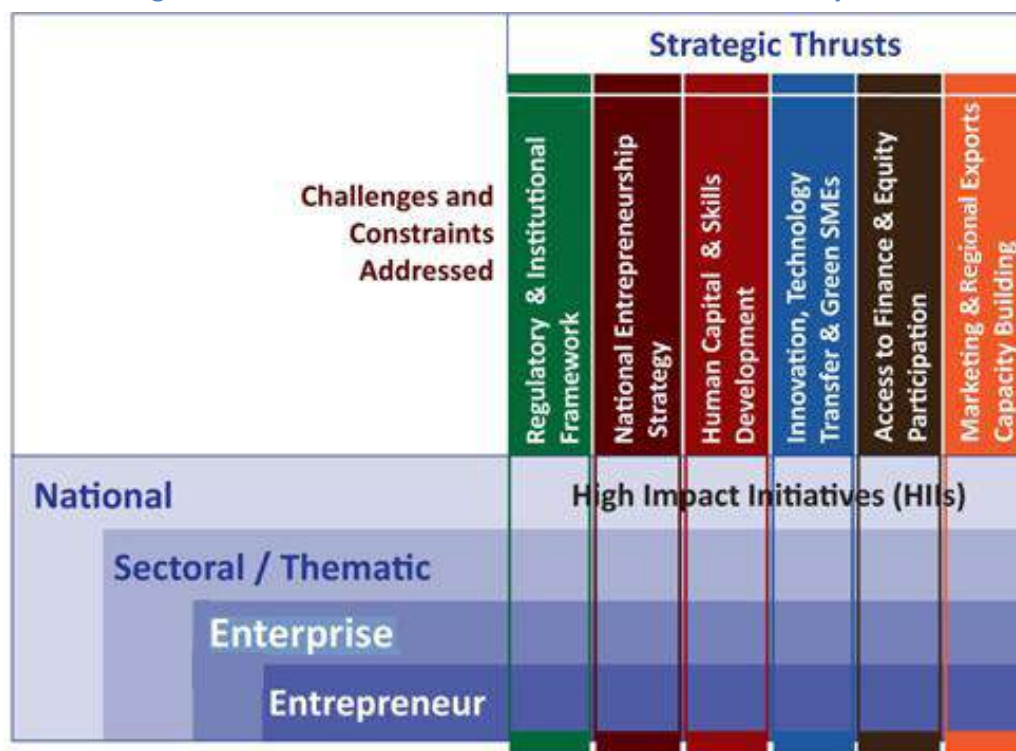 Strategic Thrusts
Challenges and
Constraints
Addressed
Regulatory & Institutional
Framework
National Entrepreneurship
Strategy
Human Capital & Skills
Development
Innovation, Technology
Transfer & Green SMEs
Access to Finance & Equity
Participation
Marketing & Regional Exports
Capacity Building
National
High Impact Initiatives (HIIs)
Sectoral / Thematic
Enterprise
Entrepreneur